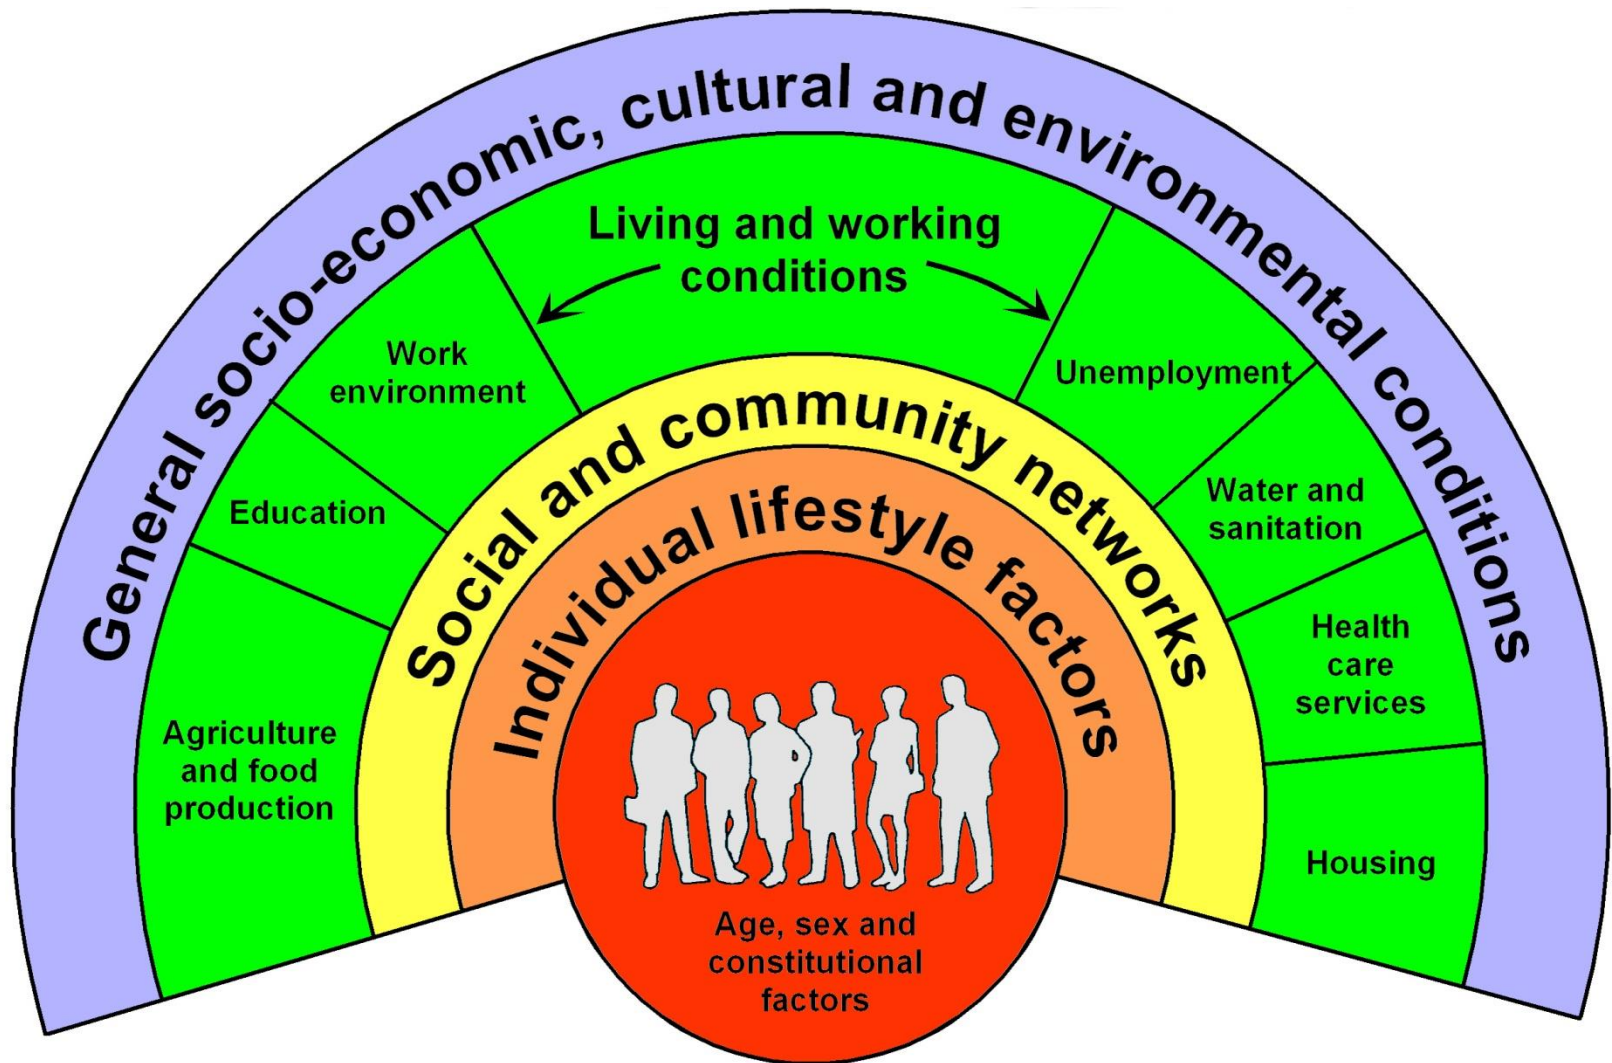 General socio-economic, cultural and environmental conditions
Living and working
conditions
Work
environment
Unemployment
Education
Water and
sanitation
Agriculture
and food
production
Health
care
services
Housing
Social and community networks
Individual lifestyle factors
Age, sex and
constitutional
factors